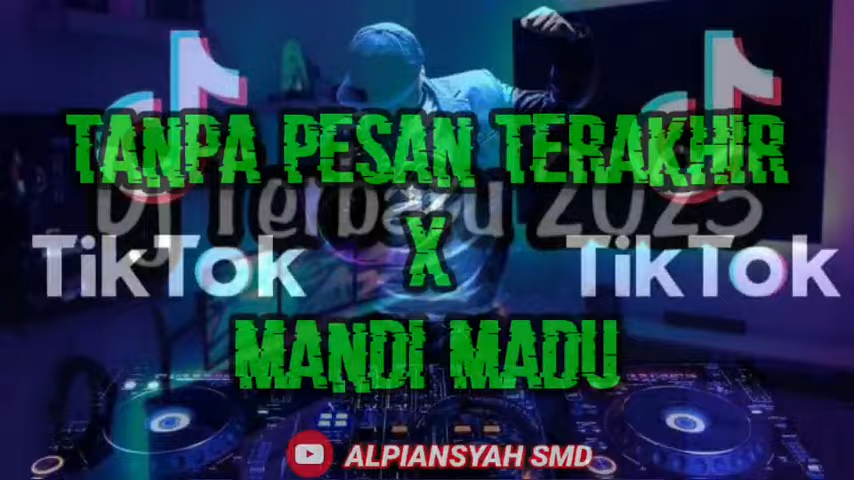 TANPA PESAN TERAKHIR
Dj Terbaru 2025
X
TikTok
TikTok
MANDI MADU
ALPIANSYAH SMD